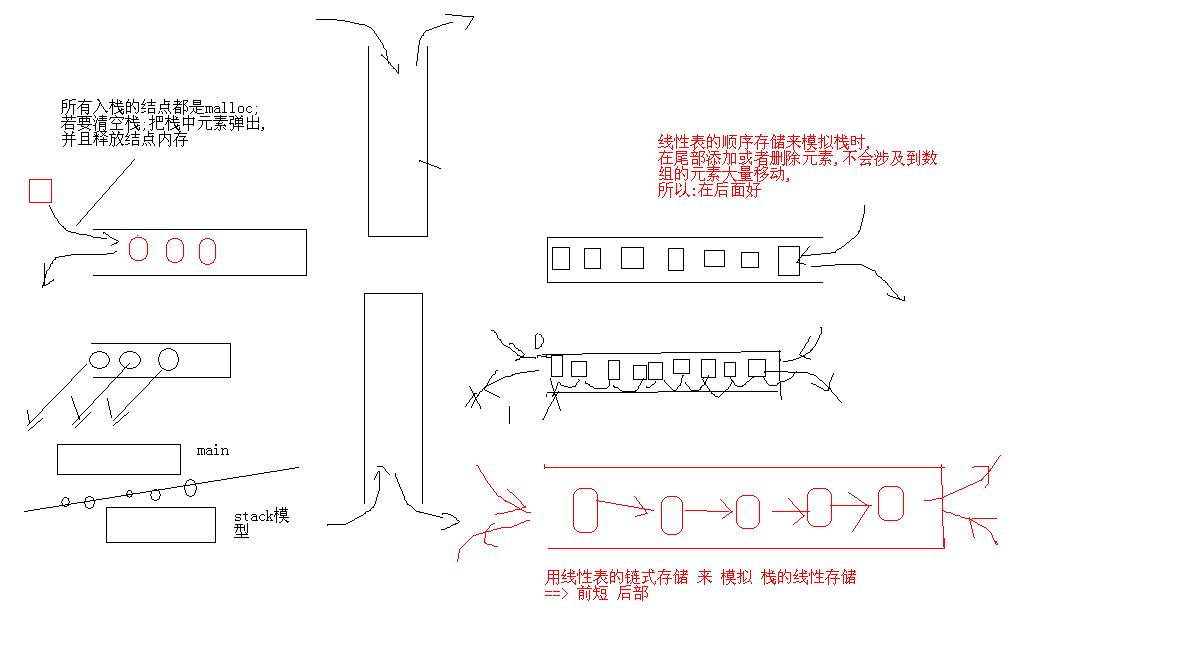 所有入栈的结点都是malloc;
若要清空栈;把栈中元素弹出,
并且释放结点内存
线性表的顺序存储来模拟栈时,
在尾部添加或者删除元素,不会涉及到数
组的元素大量移动,
所以:在后面好
D
main
stack模
型
用线性表的链式存储 来 模拟 栈的线性存储
==> 前短 后部